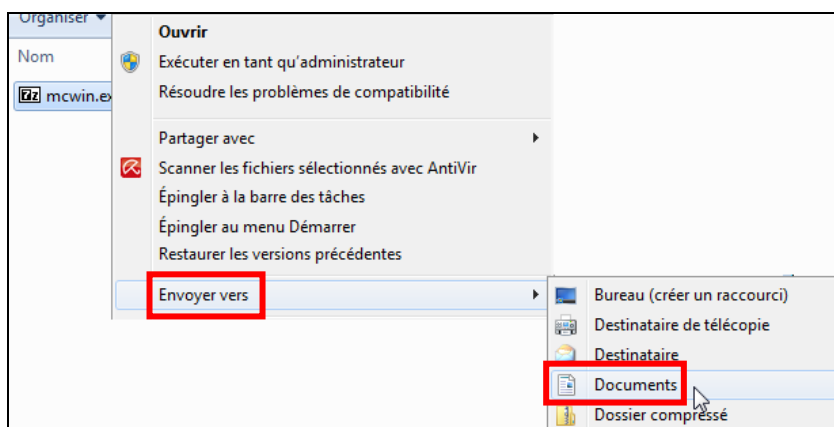 Organiser
Nom
mcwin.ex
Ouvrir
Exécuter en tant qu'administrateur
Résoudre les problèmes de compatibilité
Partager avec
Scanner les fichiers sélectionnés avec AntiVir
Épingler à la barre des tâches
Épingler au menu Démarrer
Restaurer les versions précédentes
Envoyer vers
Bureau (créer un raccourci)
Destinataire de télécopie
Destinataire
Documents
Dossier compressé